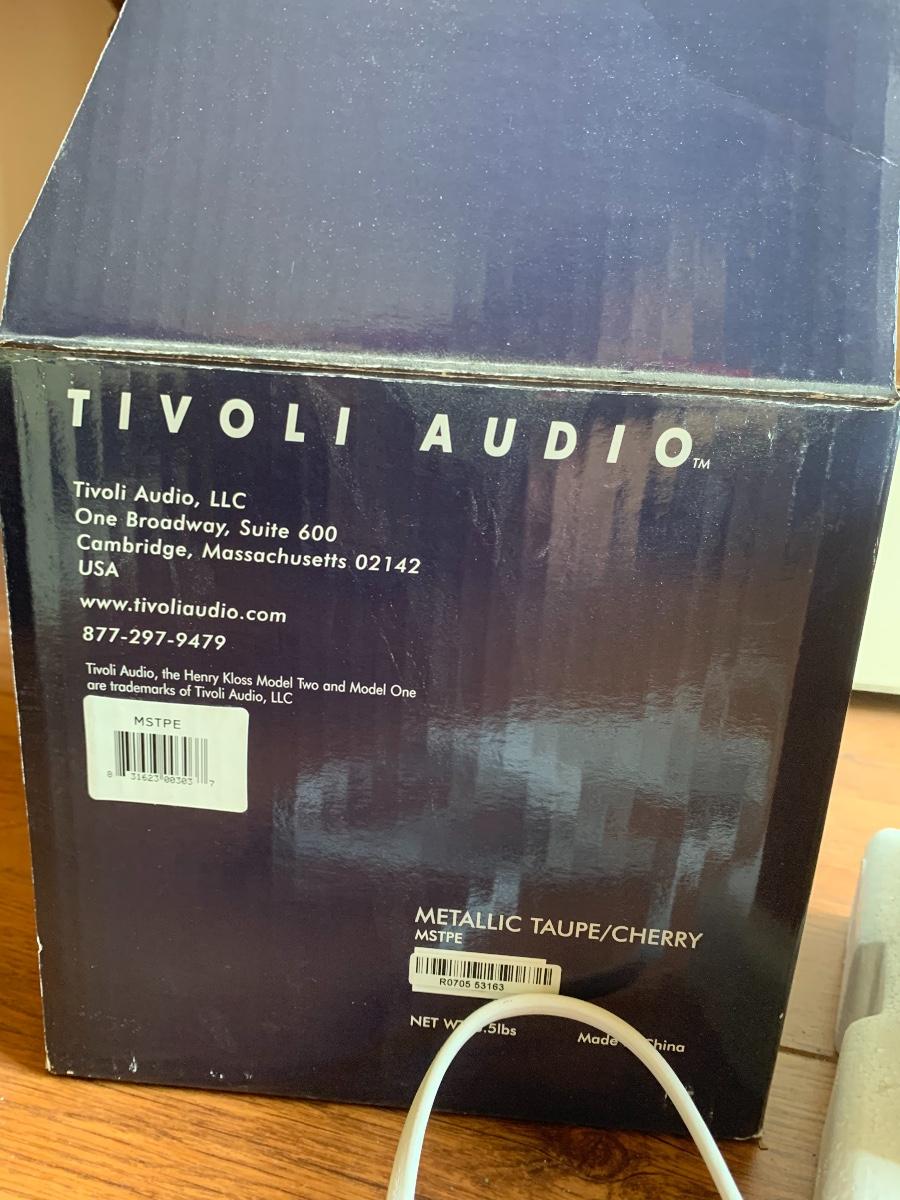 TIVOLI AUDIO™
Tivoli Audio, LLC
One Broadway, Suite 600
Cambridge, Massachusetts 02142
USA
www.tivoliaudio.com
877-297-9479
Tivoli Audio, the Henry Kloss Model Two and Model One
are trademarks of Tivoli Audio, LLC
MSTPE
8 31623 00303 7
METALLIC TAUPE/CHERRY
MSTPE
R0705 53163
NET .5lbs
Made China